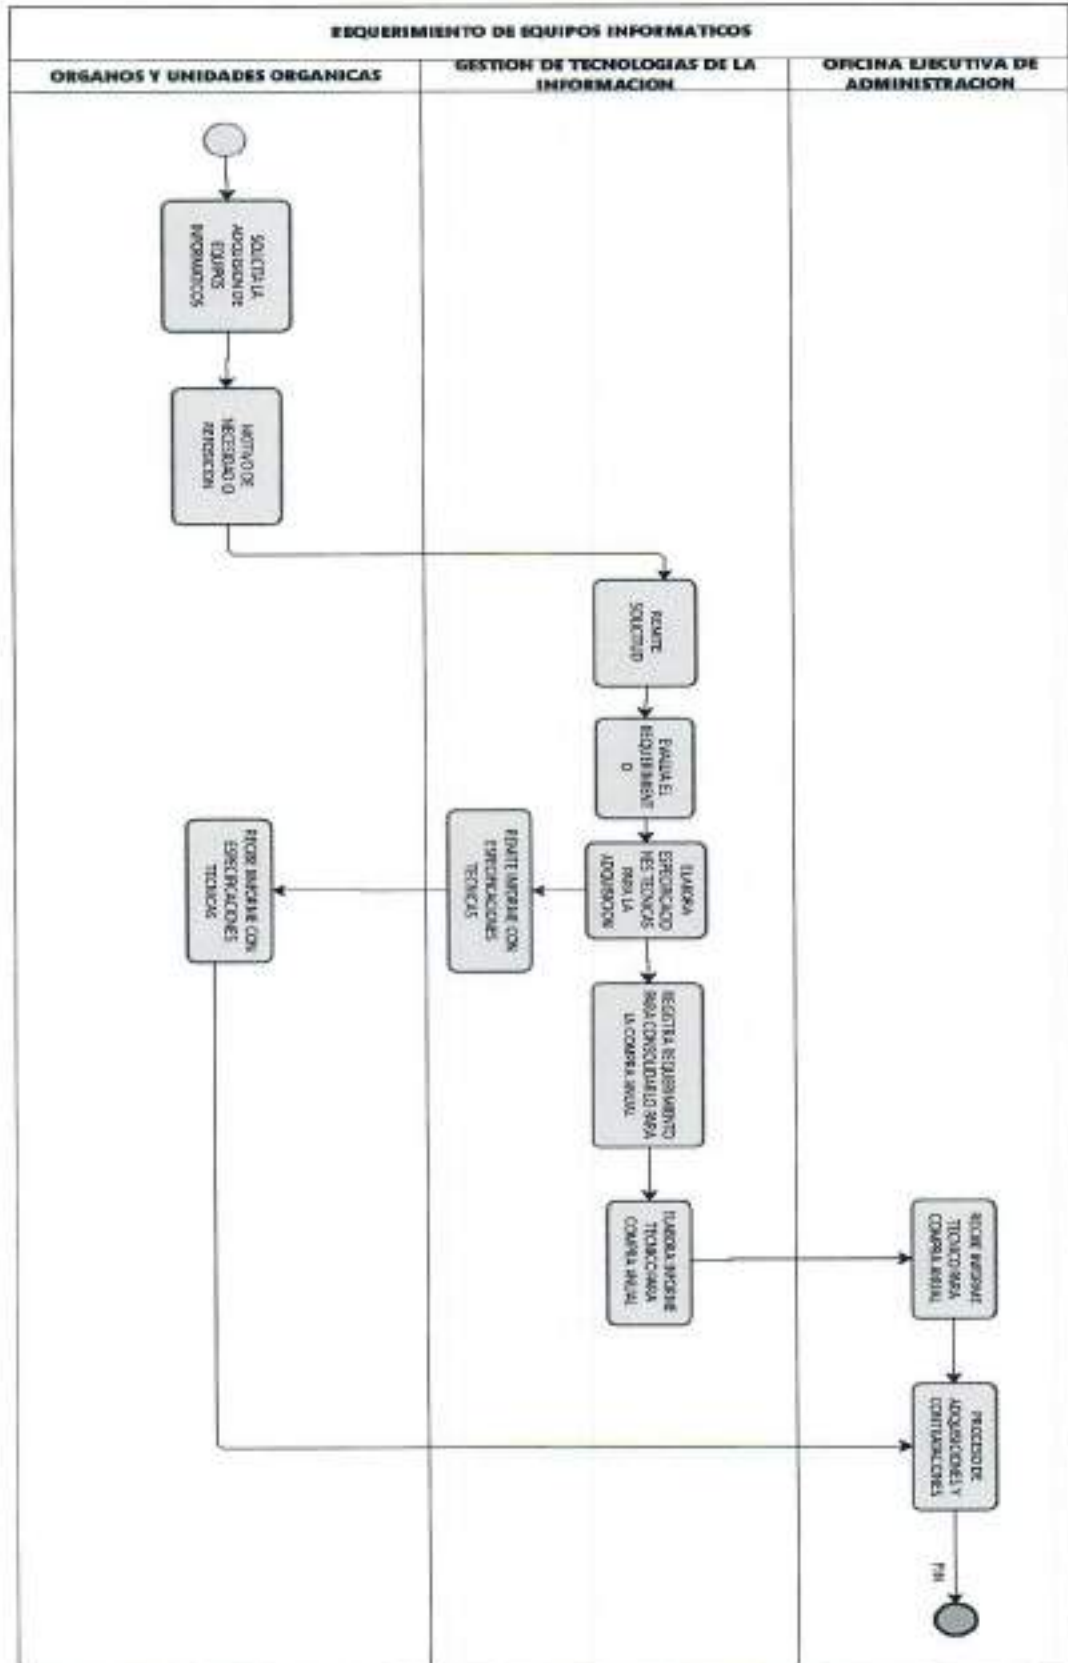 REQUERIMIENTO DE EQUIPOS INFORMATICOS
ORGANOS Y UNIDADES ORGANICAS
GESTION DE TECNOLOGIAS DE LA
INFORMACION
OFICINA EJECUTIVA DE
ADMINISTRACION
SOLICITA LA
ADQUISICION DE
EQUIPOS
INFORMATICOS
MOTIVO DE
NECESIDAD O
REPOSICION
REMITE
SOLICITUD
EVALUA EL
REQUERIMIENT
O
ELABORA
ESPECIFICACIO
NES TECNICAS
PARA LA
ADQUISICION
REMITE INFORME CON
ESPECIFICACIONES
TECNICAS
RECIBE INFORME CON
ESPECIFICACIONES
TECNICAS
REGISTRA REQUERIMIENTO
PARA CONSOLIDARLO PARA
LA COMPRA ANUAL
ELABORA INFORME
TECNICO PARA
COMPRA ANUAL
RECIBE INFORME
TECNICO PARA
COMPRA ANUAL
PROCESO DE
ADQUISICIONES Y
CONTRATACIONES
FIN